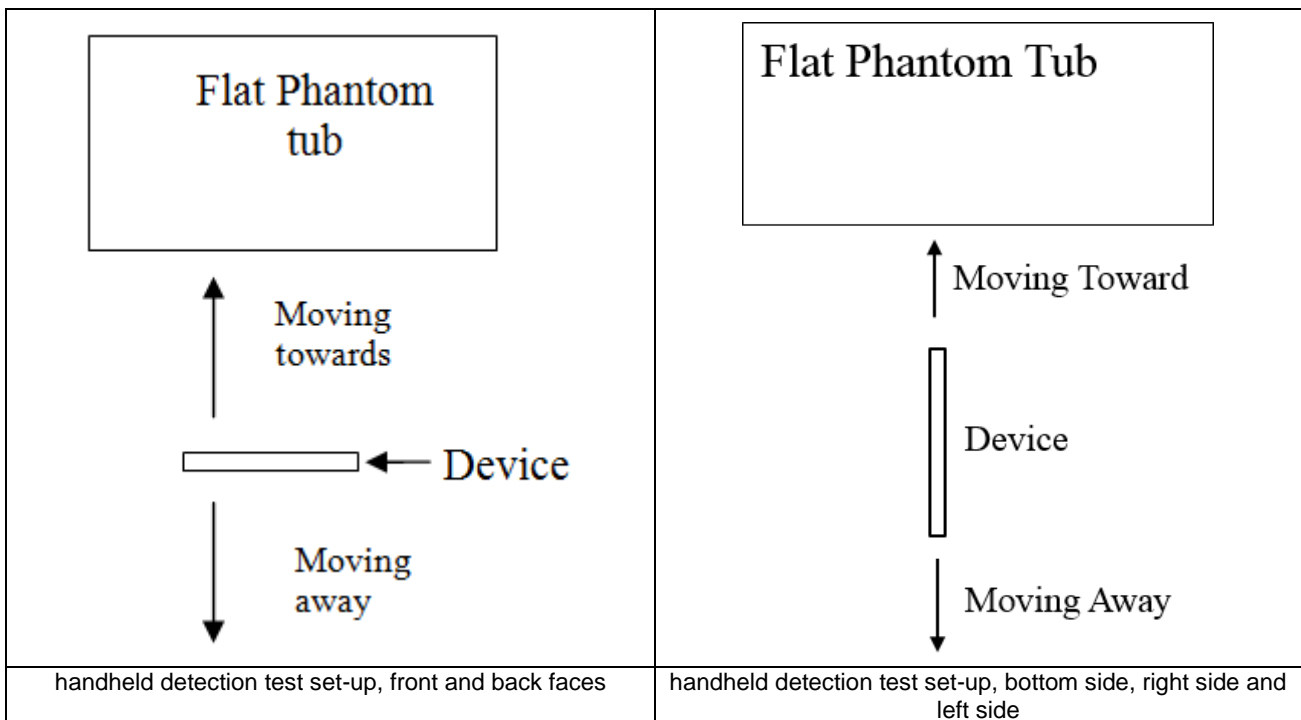 Flat Phantom
tub
Moving
towards
Device
Moving
away
handheld detection test set-up, front and back faces
Flat Phantom Tub
Moving Toward
Device
Moving Away
handheld detection test set-up, bottom side, right side and
left side